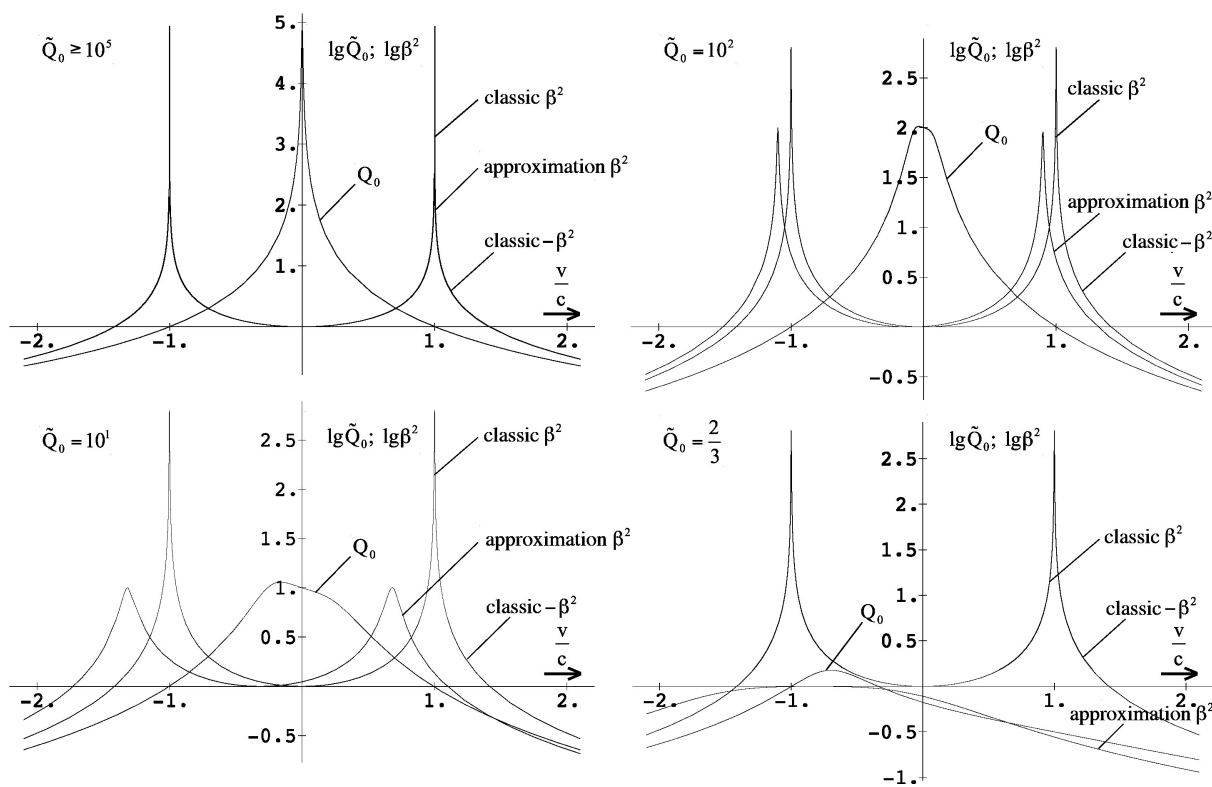 Q̃₀ ≥ 10⁵
lgQ̃₀; lgβ²
5.
4.
3.
2.
1.
-2.
-1.
1.
2.
classic β²
approximation β²
Q₀
classic−β²
v
c
Q̃₀ = 10²
lgQ̃₀; lgβ²
2.5
2.
1.5
1.
0.5
-0.5
-2.
-1.
1.
2.
classic β²
Q₀
approximation β²
classic−β²
v
c
Q̃₀ = 10¹
lgQ̃₀; lgβ²
2.5
2.
1.5
1.
0.5
-0.5
-2.
-1.
1.
2.
classic β²
Q₀
approximation β²
classic−β²
v
c
Q̃₀ = 2
3
lgQ̃₀; lgβ²
2.5
2.
1.5
1.
0.5
-0.5
-1.
-2.
-1.
1.
2.
classic β²
Q₀
classic−β²
v
c
approximation β²